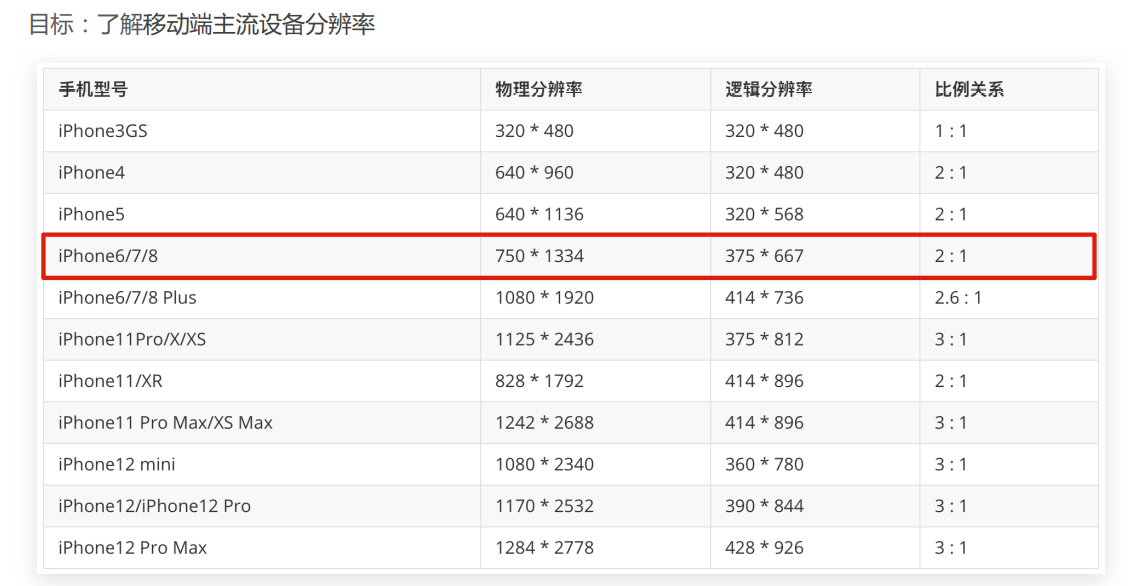 目标：了解移动端主流设备分辨率
手机型号 物理分辨率 逻辑分辨率 比例关系
iPhone3GS 320 * 480 320 * 480 1 : 1
iPhone4 640 * 960 320 * 480 2 : 1
iPhone5 640 * 1136 320 * 568 2 : 1
iPhone6/7/8 750 * 1334 375 * 667 2 : 1
iPhone6/7/8 Plus 1080 * 1920 414 * 736 2.6 : 1
iPhone11Pro/X/XS 1125 * 2436 375 * 812 3 : 1
iPhone11/XR 828 * 1792 414 * 896 2 : 1
iPhone11 Pro Max/XS Max 1242 * 2688 414 * 896 3 : 1
iPhone12 mini 1080 * 2340 360 * 780 3 : 1
iPhone12/iPhone12 Pro 1170 * 2532 390 * 844 3 : 1
iPhone12 Pro Max 1284 * 2778 428 * 926 3 : 1